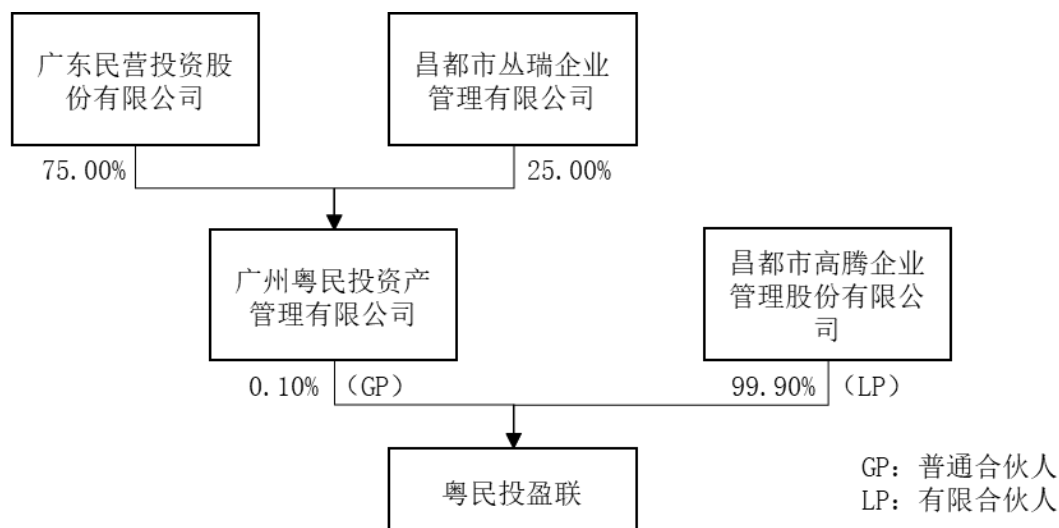 广东民营投资股
份有限公司
昌都市丛瑞企业
管理有限公司
75.00%
25.00%
广州粤民投资产
管理有限公司
昌都市高腾企业
管理股份有限公
司
0.10%（GP）
99.90%（LP）
粤民投盈联
GP：普通合伙人
LP：有限合伙人